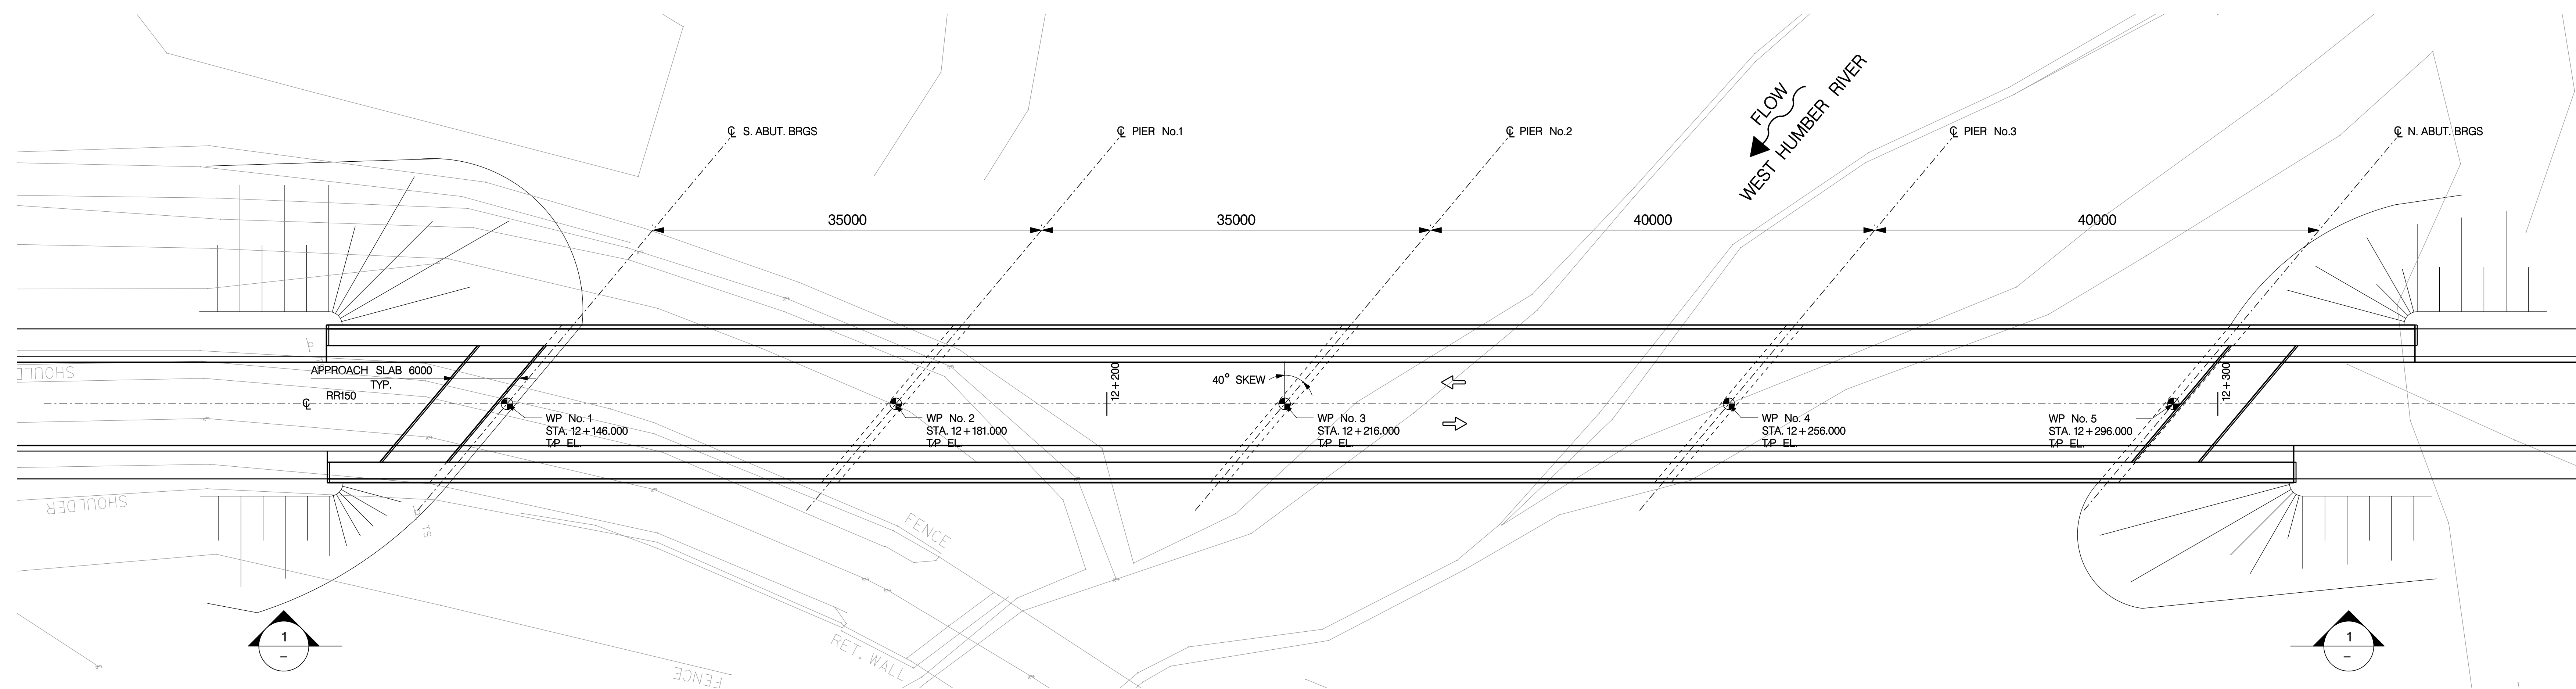 FLOW
WEST HUMBER RIVER
℄ S. ABUT. BRGS
℄ PIER No.1
℄ PIER No.2
℄ PIER No.3
℄ N. ABUT. BRGS
35000
35000
40000
40000
SHOULD
APPROACH SLAB 6000
TYP.
℄ RR150
12+200
40° SKEW
12+300
WP No. 1
STA. 12+146.000
T/P EL.
WP No. 2
STA. 12+181.000
T/P EL.
WP No. 3
STA. 12+216.000
T/P EL.
WP No. 4
STA. 12+256.000
T/P EL.
WP No. 5
STA. 12+296.000
T/P EL.
SHOULDER
TS
FENCE
RET. WALL
FENCE
1
–
1
–